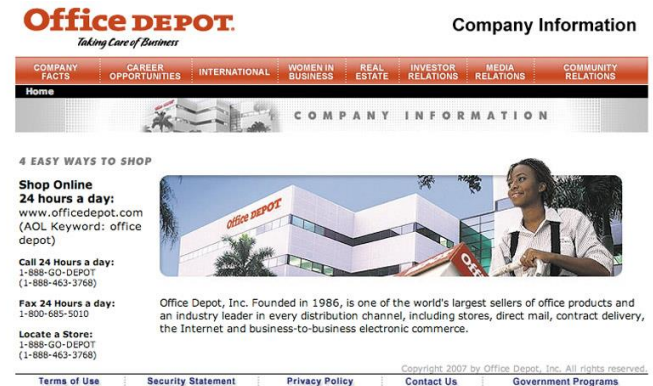 Office DEPOT.
Taking Care of Business
Company Information
COMPANY FACTS
CAREER OPPORTUNITIES
INTERNATIONAL
WOMEN IN BUSINESS
REAL ESTATE
INVESTOR RELATIONS
MEDIA RELATIONS
COMMUNITY RELATIONS
Home
COMPANY INFORMATION
4 EASY WAYS TO SHOP
Shop Online
24 hours a day:
www.officedepot.com
(AOL Keyword: office
depot)
Call 24 Hours a day:
1-888-GO-DEPOT
(1-888-463-3768)
Fax 24 Hours a day:
1-800-685-5010
Locate a Store:
1-888-GO-DEPOT
(1-888-463-3768)
Office DEPOT
Office Depot, Inc. Founded in 1986, is one of the world's largest sellers of office products and
an industry leader in every distribution channel, including stores, direct mail, contract delivery,
the Internet and business-to-business electronic commerce.
Copyright 2007 by Office Depot, Inc. All rights reserved.
Terms of Use
Security Statement
Privacy Policy
Contact Us
Government Programs